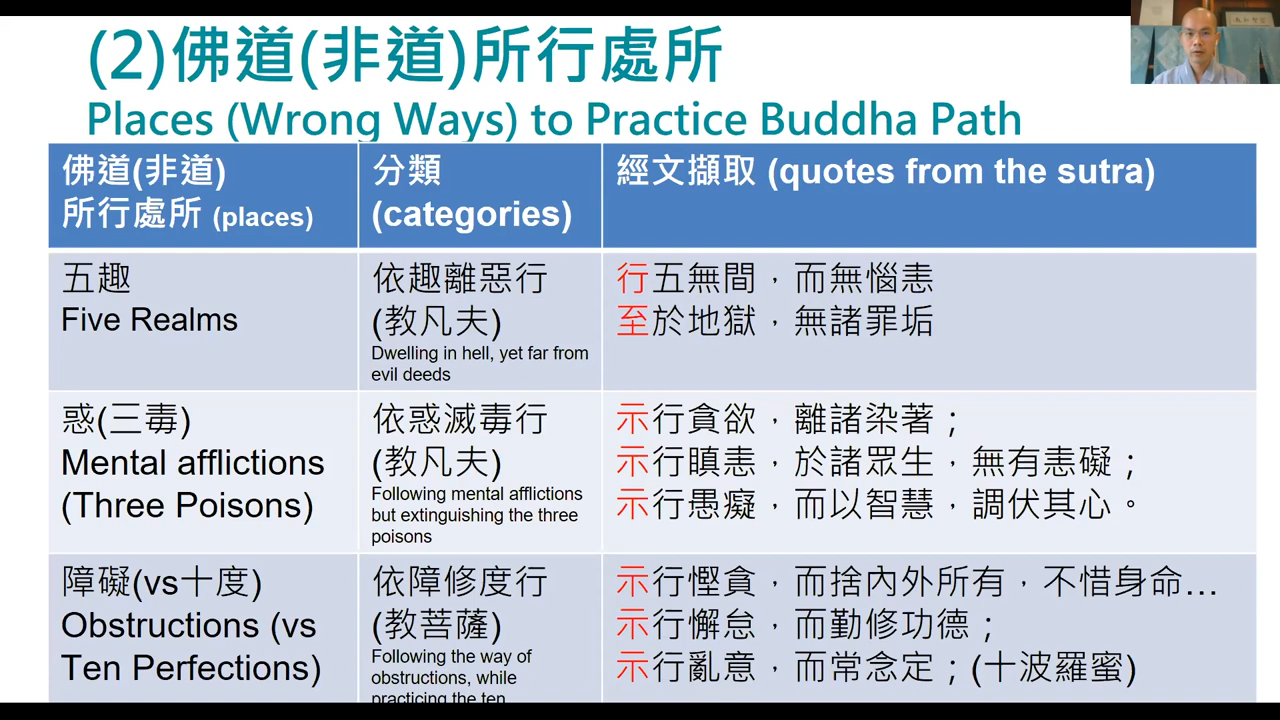 (2)佛道(非道)所行處所
Places (Wrong Ways) to Practice Buddha Path
佛道(非道)
所行處所 (places)
分類
(categories)
經文擷取 (quotes from the sutra)
五趣
Five Realms
依趣離惡行
(教凡夫)
Dwelling in hell, yet far from
evil deeds
行五無間，而無惱恚
至於地獄，無諸罪垢
惑(三毒)
Mental afflictions
(Three Poisons)
依惑滅毒行
(教凡夫)
Following mental afflictions
but extinguishing the three
poisons
示行貪欲，離諸染著；
示行瞋恚，於諸眾生，無有恚礙；
示行愚癡，而以智慧，調伏其心。
障礙(vs十度)
Obstructions (vs
Ten Perfections)
依障修度行
(教菩薩)
Following the way of
obstructions, while
practicing the ten
示行慳貪，而捨內外所有，不惜身命...
示行懈怠，而勤修功德；
示行亂意，而常念定；(十波羅蜜)